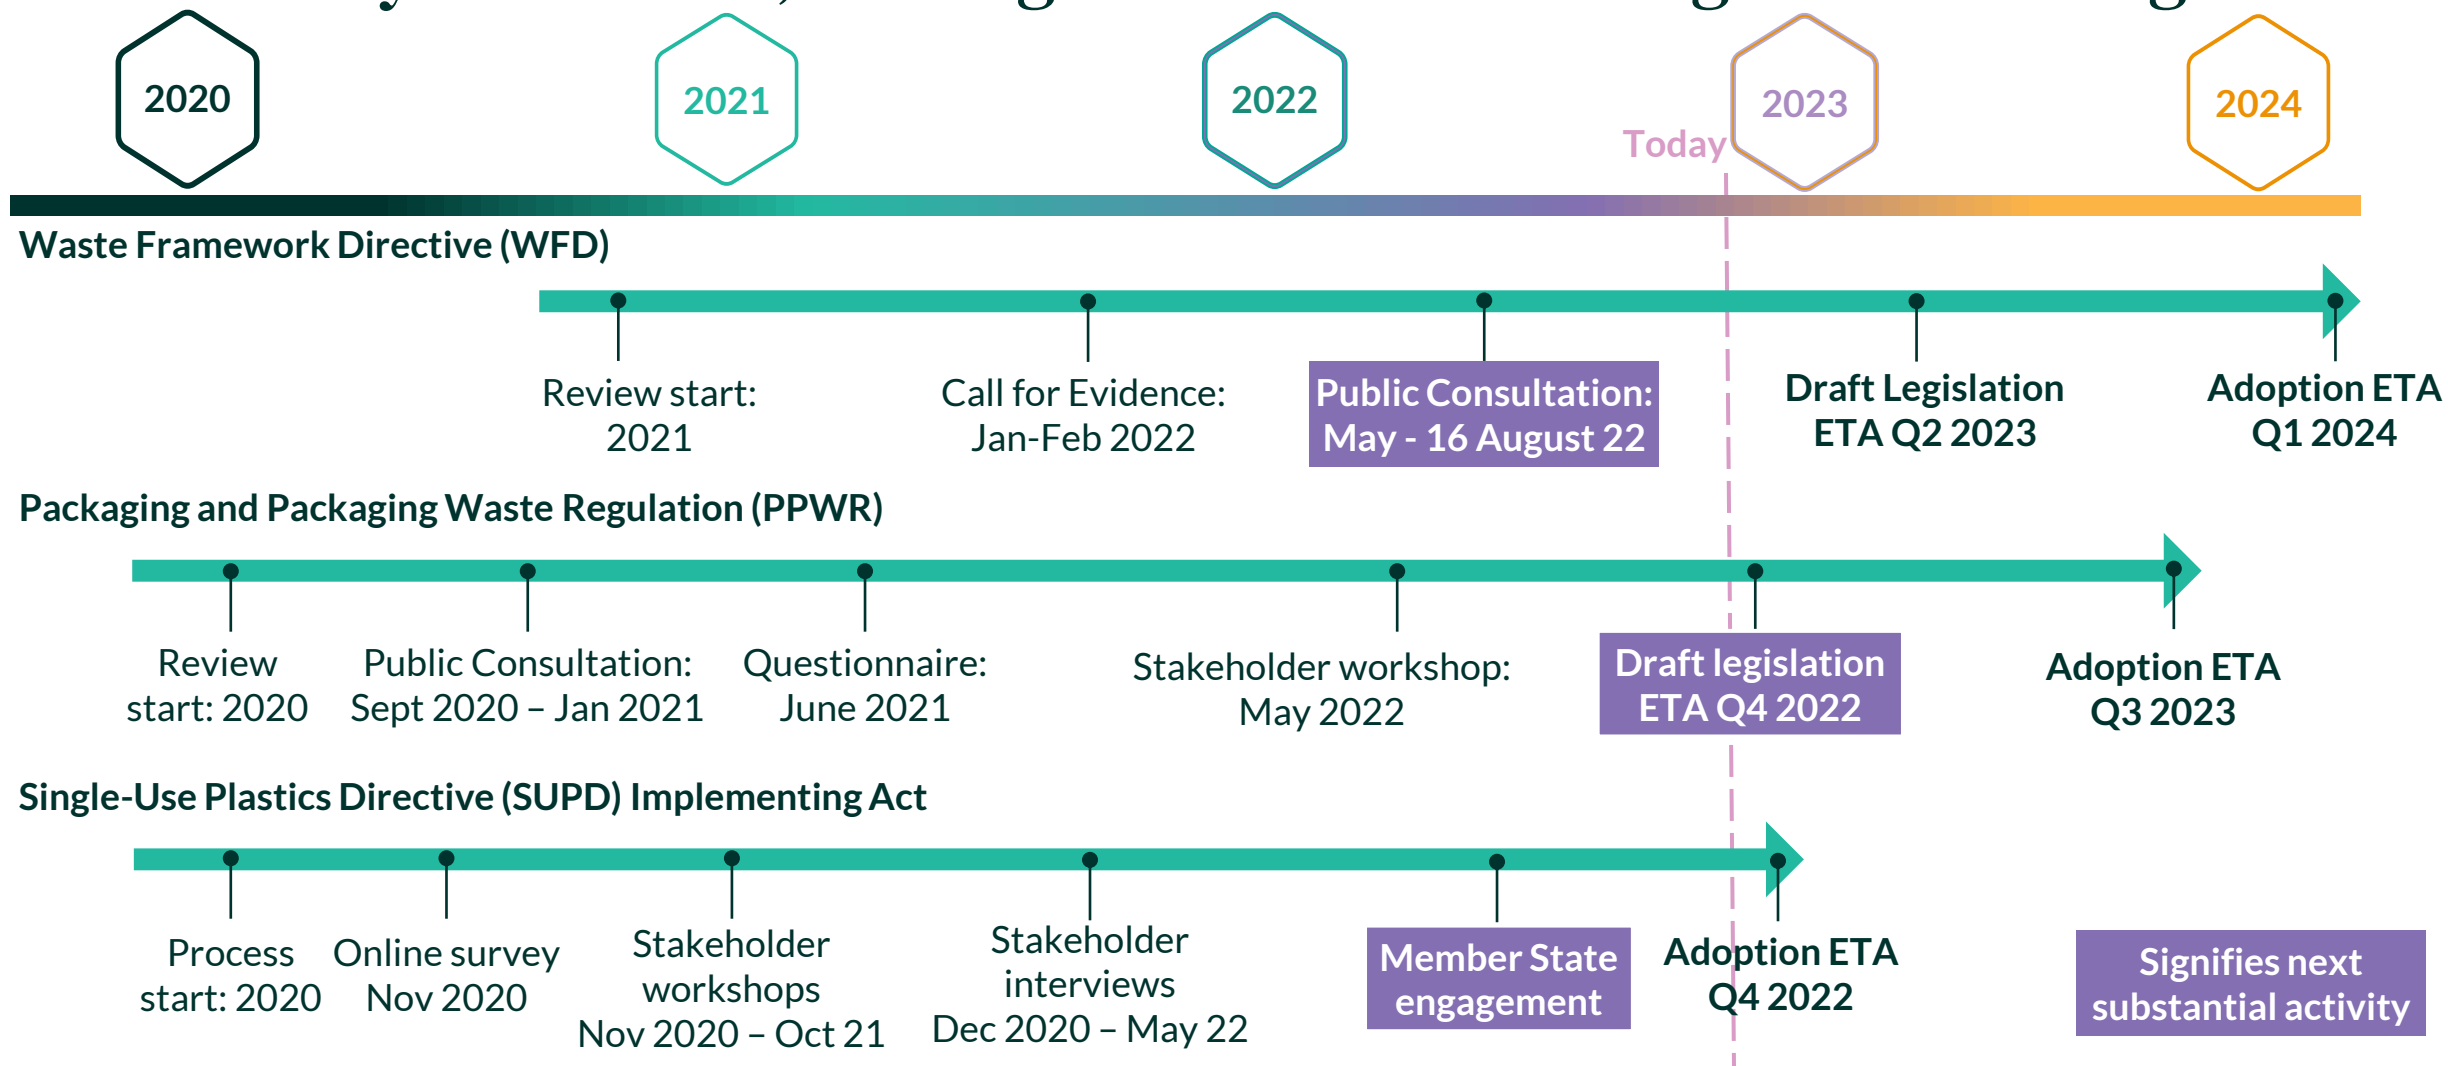 2020
2021
2022
2023
2024
Today
Waste Framework Directive (WFD)
Review start:
2021
Call for Evidence:
Jan-Feb 2022
Public Consultation:
May - 16 August 22
Draft Legislation
ETA Q2 2023
Adoption ETA
Q1 2024
Packaging and Packaging Waste Regulation (PPWR)
Review
start: 2020
Public Consultation:
Sept 2020 – Jan 2021
Questionnaire:
June 2021
Stakeholder workshop:
May 2022
Draft legislation
ETA Q4 2022
Adoption ETA
Q3 2023
Single-Use Plastics Directive (SUPD) Implementing Act
Process
start: 2020
Online survey
Nov 2020
Stakeholder
workshops
Nov 2020 – Oct 21
Stakeholder
interviews
Dec 2020 – May 22
Member State
engagement
Adoption ETA
Q4 2022
Signifies next
substantial activity